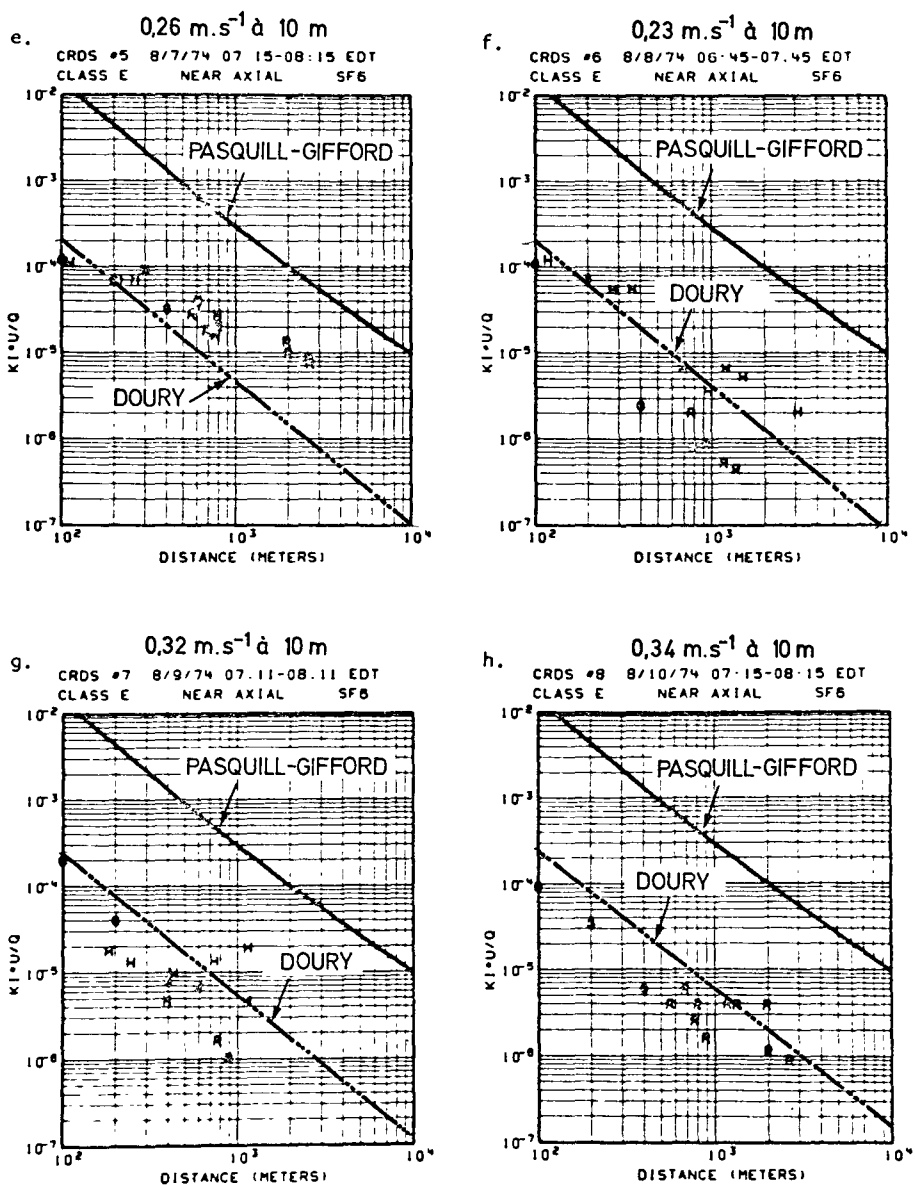 e.
0,26 m.s⁻¹ à 10 m
CRDS #5 8/7/74 07 15-08:15 EDT
CLASS E NEAR AXIAL SF6
10⁻²
10⁻³
10⁻⁴
10⁻⁵
10⁻⁶
10⁻⁷
KI*U/Q
PASQUILL-GIFFORD
DOURY
10² 10³ 10⁴
DISTANCE (METERS)
f.
0,23 m.s⁻¹ à 10 m
CRDS #6 8/8/74 06·45-07.45 EDT
CLASS E NEAR AXIAL SF6
10⁻²
10⁻³
10⁻⁴
10⁻⁵
10⁻⁶
10⁻⁷
KI*U/Q
PASQUILL-GIFFORD
DOURY
10² 10³ 10⁴
DISTANCE (METERS)
g.
0,32 m.s⁻¹ à 10 m
CRDS #7 8/9/74 07.11-08.11 EDT
CLASS E NEAR AXIAL SF6
10⁻²
10⁻³
10⁻⁴
10⁻⁵
10⁻⁶
10⁻⁷
KI*U/Q
PASQUILL-GIFFORD
DOURY
10² 10³ 10⁴
DISTANCE (METERS)
h.
0,34 m.s⁻¹ à 10 m
CRDS #8 8/10/74 07·15-08·15 EDT
CLASS E NEAR AXIAL SF6
10⁻²
10⁻³
10⁻⁴
10⁻⁵
10⁻⁶
10⁻⁷
KI*U/Q
PASQUILL-GIFFORD
DOURY
10² 10³ 10⁴
DISTANCE (METERS)